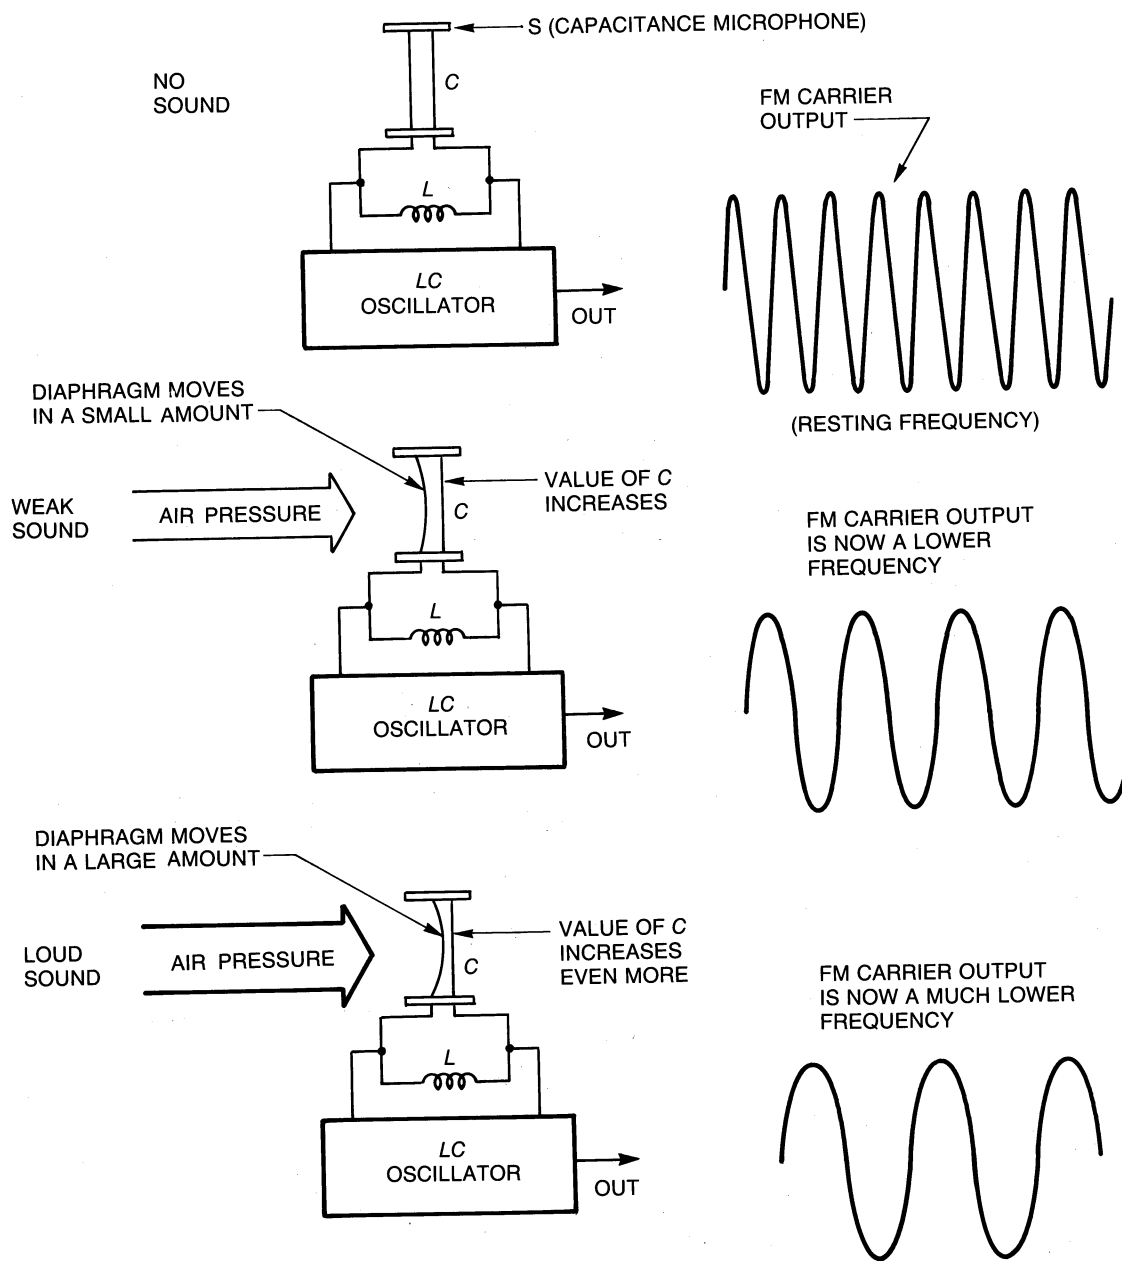 S (CAPACITANCE MICROPHONE)
NO
SOUND
C
L
LC
OSCILLATOR
OUT
FM CARRIER
OUTPUT
(RESTING FREQUENCY)
DIAPHRAGM MOVES
IN A SMALL AMOUNT
WEAK
SOUND
AIR PRESSURE
VALUE OF C
INCREASES
C
L
LC
OSCILLATOR
OUT
FM CARRIER OUTPUT
IS NOW A LOWER
FREQUENCY
DIAPHRAGM MOVES
IN A LARGE AMOUNT
LOUD
SOUND
AIR PRESSURE
VALUE OF C
INCREASES
EVEN MORE
C
L
LC
OSCILLATOR
OUT
FM CARRIER OUTPUT
IS NOW A MUCH LOWER
FREQUENCY